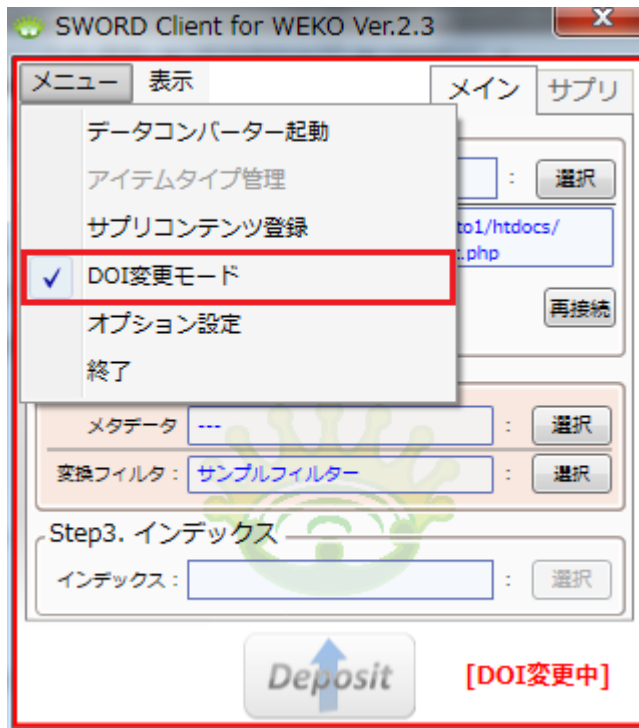 SWORD Client for WEKO Ver.2.3
メニュー 表示
メイン サプリ
データコンバーター起動
アイテムタイプ管理
サプリコンテンツ登録
DOI変更モード
オプション設定
終了
: 選択
to1/htdocs/
.php
再接続
メタデータ --- : 選択
変換フィルタ : サンプルフィルター : 選択
Step3. インデックス
インデックス : : 選択
Deposit
[DOI変更中]